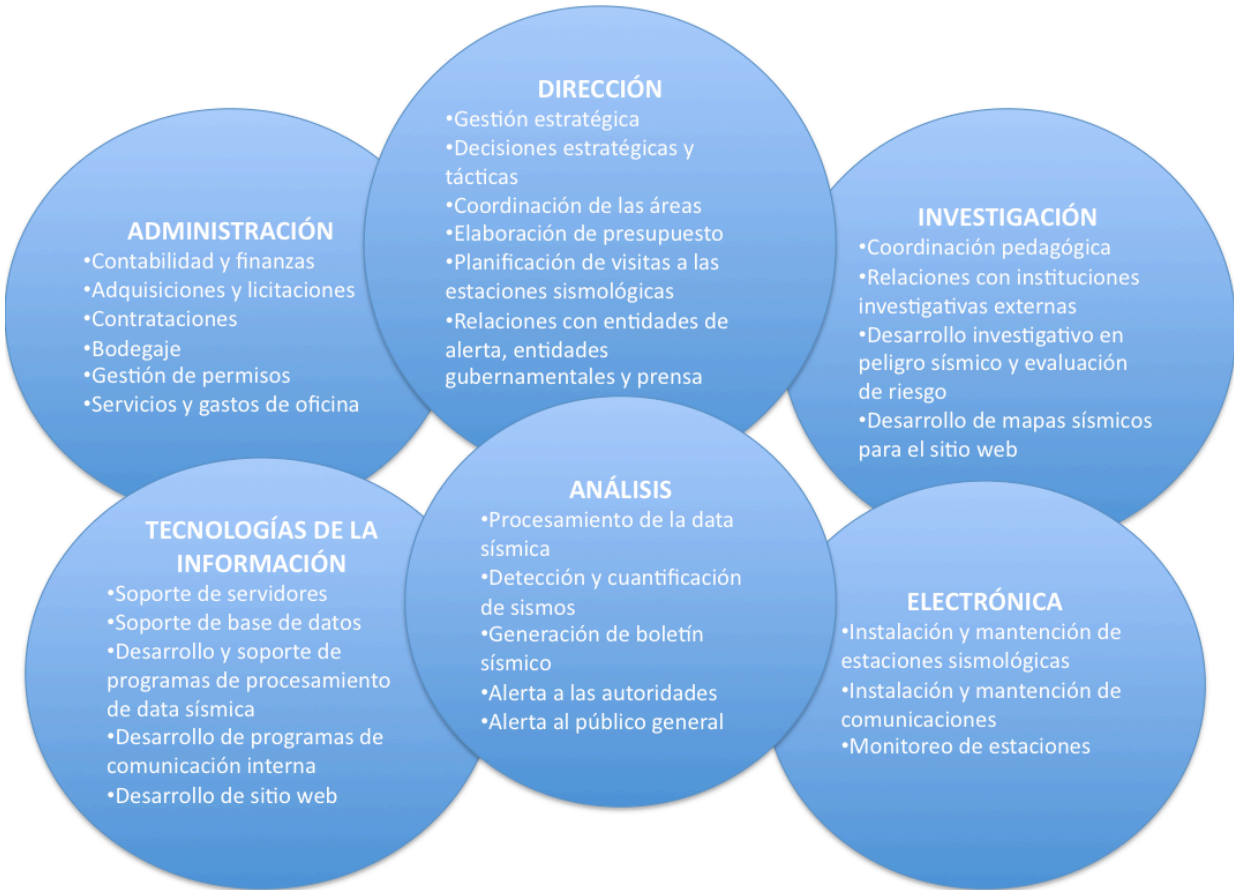 DIRECCIÓN
•Gestión estratégica
•Decisiones estratégicas y
tácticas
•Coordinación de las áreas
•Elaboración de presupuesto
•Planificación de visitas a las
estaciones sismológicas
•Relaciones con entidades de
alerta, entidades
gubernamentales y prensa
ADMINISTRACIÓN
•Contabilidad y finanzas
•Adquisiciones y licitaciones
•Contrataciones
•Bodegaje
•Gestión de permisos
•Servicios y gastos de oficina
INVESTIGACIÓN
•Coordinación pedagógica
•Relaciones con instituciones
investigativas externas
•Desarrollo investigativo en
peligro sísmico y evaluación
de riesgo
•Desarrollo de mapas sísmicos
para el sitio web
TECNOLOGÍAS DE LA
INFORMACIÓN
•Soporte de servidores
•Soporte de base de datos
•Desarrollo y soporte de
programas de procesamiento
de data sísmica
•Desarrollo de programas de
comunicación interna
•Desarrollo de sitio web
ANÁLISIS
•Procesamiento de la data
sísmica
•Detección y cuantificación
de sismos
•Generación de boletín
sísmico
•Alerta a las autoridades
•Alerta al público general
ELECTRÓNICA
•Instalación y mantención de
estaciones sismológicas
•Instalación y mantención de
comunicaciones
•Monitoreo de estaciones